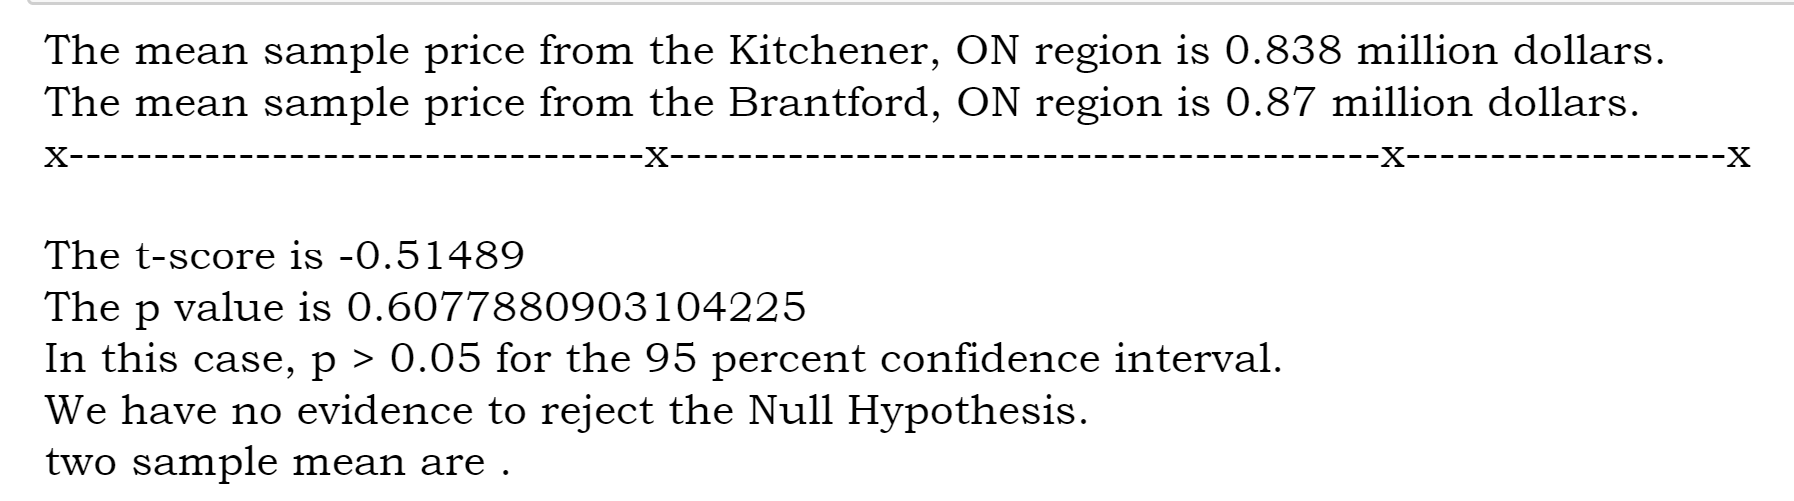 The mean sample price from the Kitchener, ON region is 0.838 million dollars.
The mean sample price from the Brantford, ON region is 0.87 million dollars.
x----------------------------------x----------------------------------------x------------------x

The t-score is -0.51489
The p value is 0.6077880903104225
In this case, p > 0.05 for the 95 percent confidence interval.
We have no evidence to reject the Null Hypothesis.
two sample mean are .